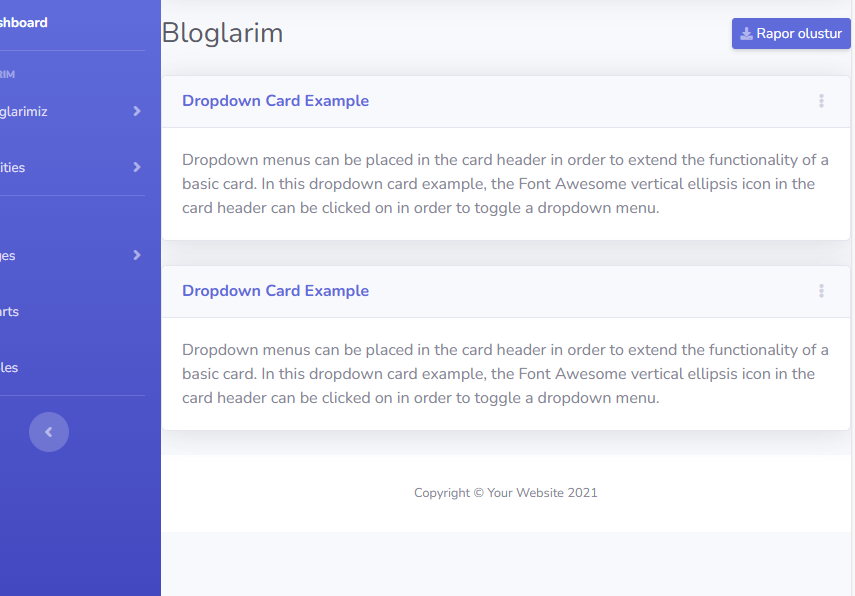 shboard
RIM
glarimiz
ities
ges
arts
les
Bloglarim
Rapor olustur
Dropdown Card Example
Dropdown menus can be placed in the card header in order to extend the functionality of a
basic card. In this dropdown card example, the Font Awesome vertical ellipsis icon in the
card header can be clicked on in order to toggle a dropdown menu.
Dropdown Card Example
Dropdown menus can be placed in the card header in order to extend the functionality of a
basic card. In this dropdown card example, the Font Awesome vertical ellipsis icon in the
card header can be clicked on in order to toggle a dropdown menu.
Copyright © Your Website 2021